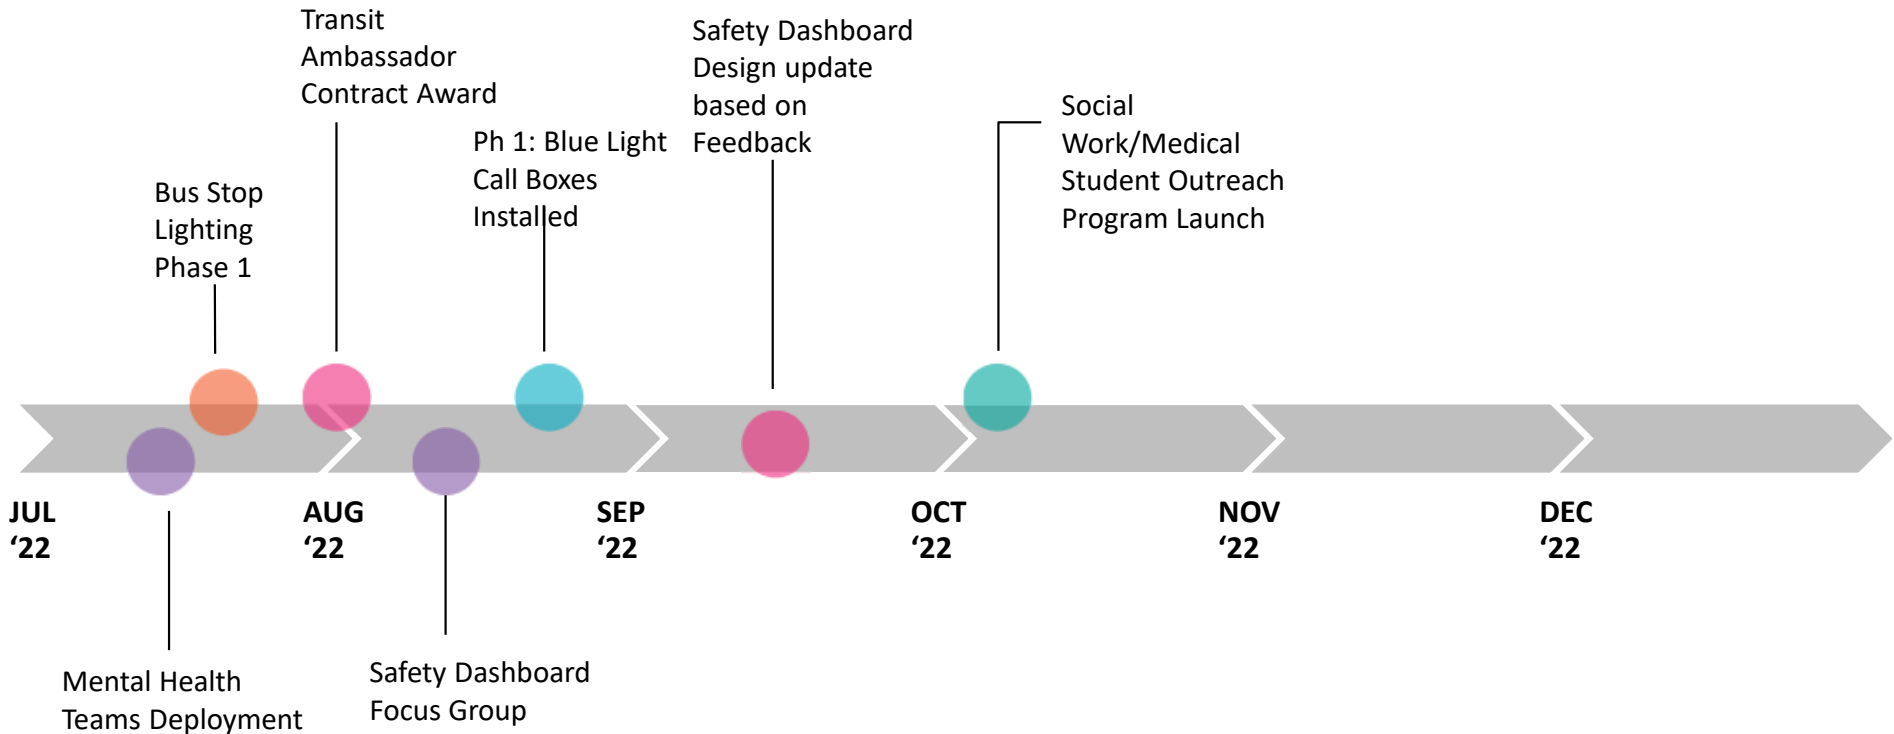 Transit
Ambassador
Contract Award
Safety Dashboard
Design update
based on
Feedback
Ph 1: Blue Light
Call Boxes
Installed
Social
Work/Medical
Student Outreach
Program Launch
Bus Stop
Lighting
Phase 1
JUL
‘22
AUG
‘22
SEP
‘22
OCT
‘22
NOV
‘22
DEC
‘22
Mental Health
Teams Deployment
Safety Dashboard
Focus Group